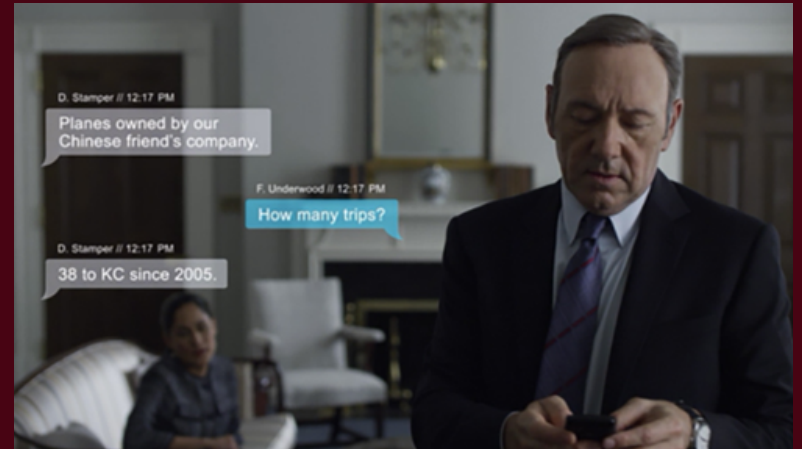 D. Stamper // 12:17 PM
Planes owned by our
Chinese friend's company.
F. Underwood // 12:17 PM
How many trips?
D. Stamper // 12:17 PM
38 to KC since 2005.